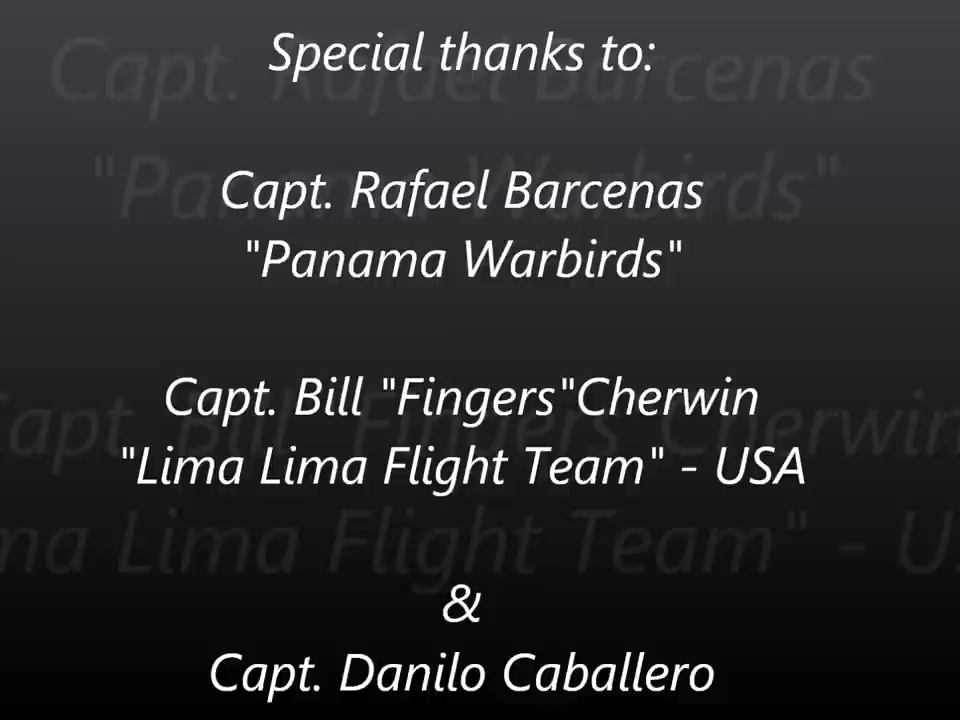 Special thanks to:
Capt. Rafael Barcenas
"Panama Warbirds"
Capt. Bill "Fingers"Cherwin
"Lima Lima Flight Team" - USA
&
Capt. Danilo Caballero